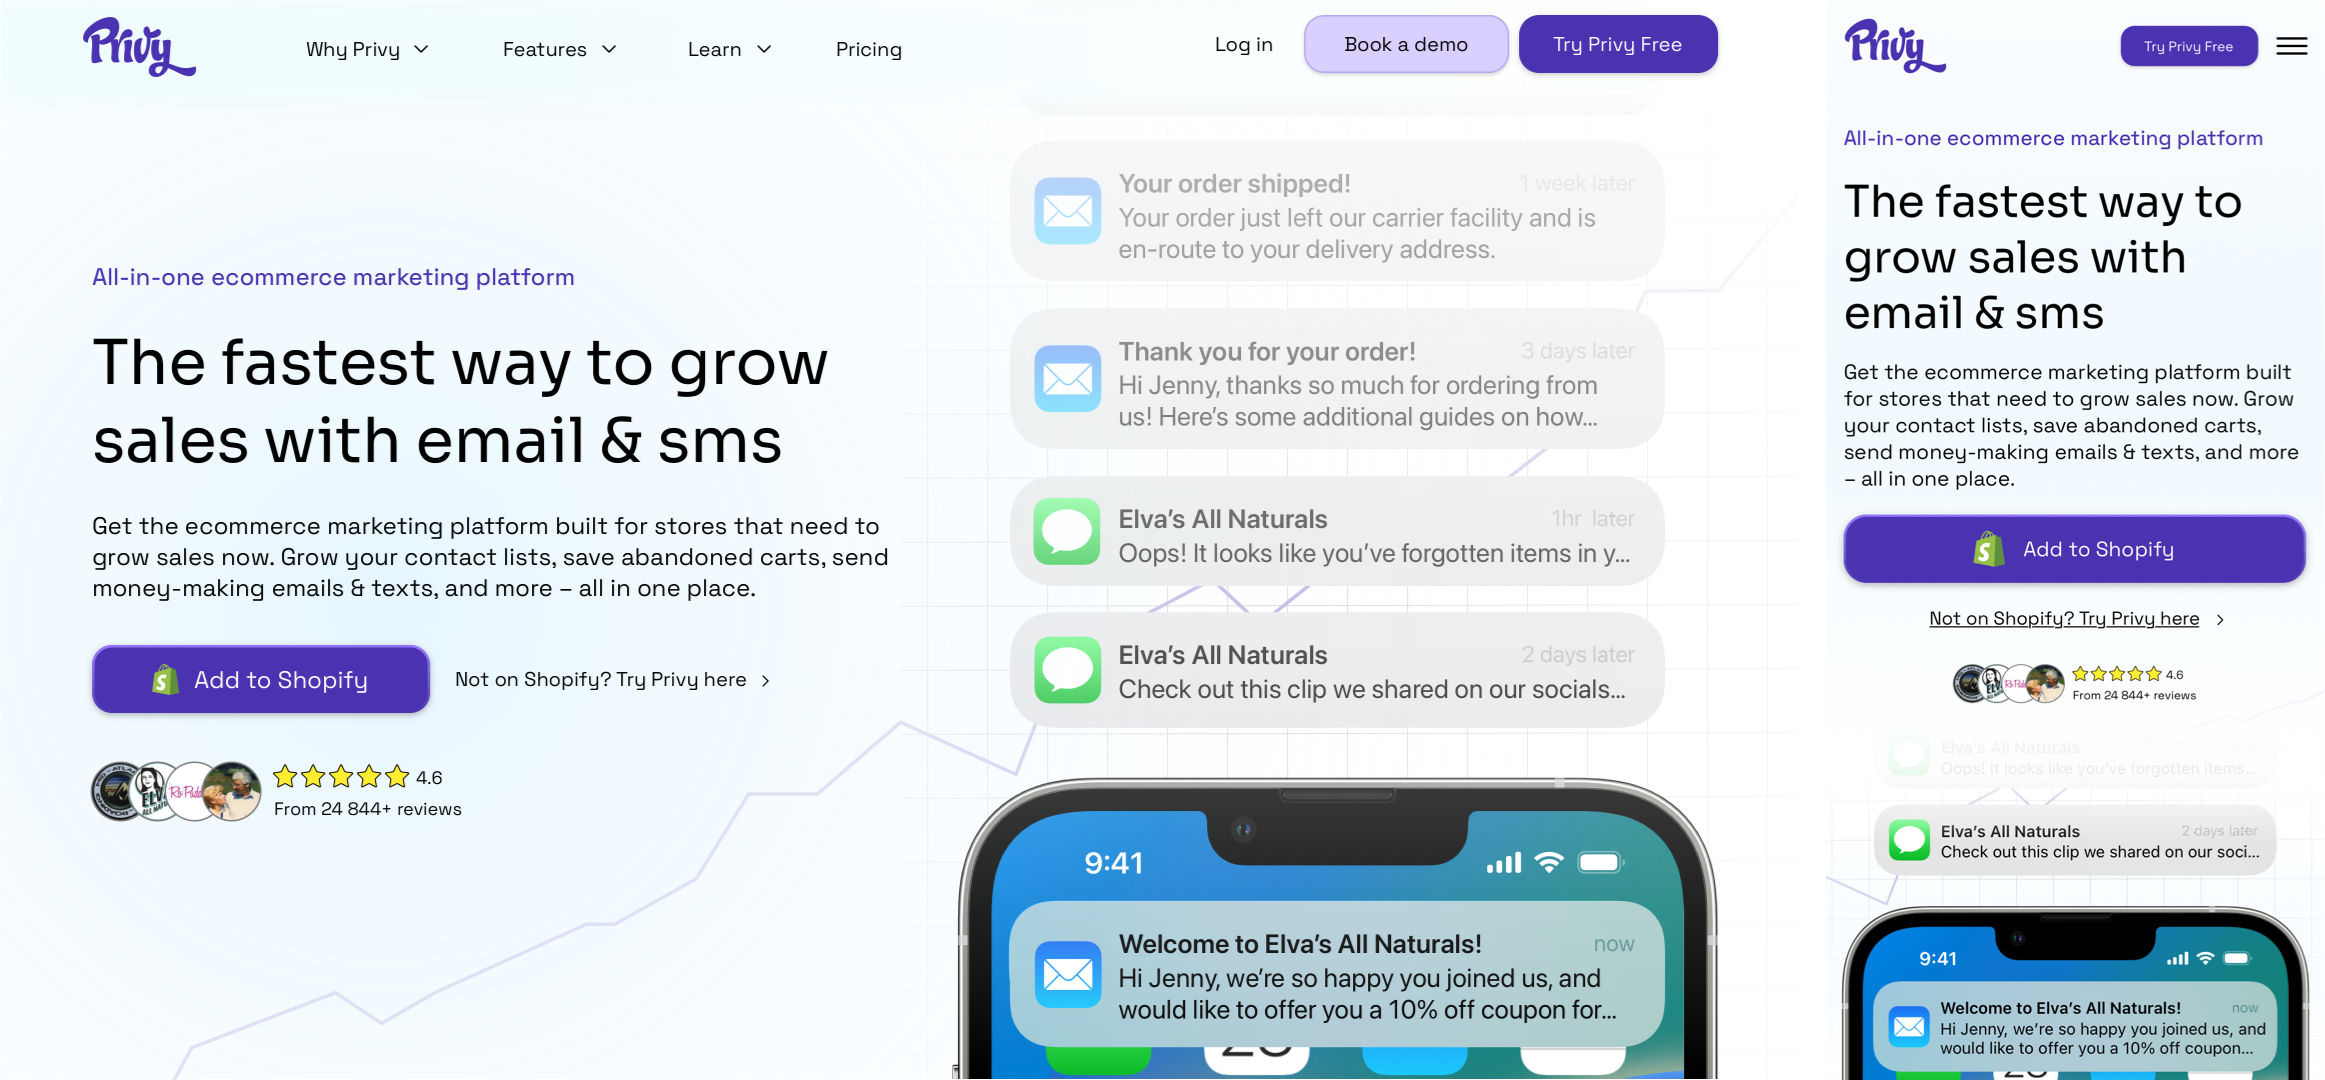 Privy
Why Privy
Features
Learn
Pricing
Log in
Book a demo
Try Privy Free
All-in-one ecommerce marketing platform
The fastest way to grow
sales with email & sms
Get the ecommerce marketing platform built for stores that need to
grow sales now. Grow your contact lists, save abandoned carts, send
money-making emails & texts, and more – all in one place.
Add to Shopify
Not on Shopify? Try Privy here
4.6
From 24 844+ reviews
Your order shipped!
1 week later
Your order just left our carrier facility and is
en-route to your delivery address.
Thank you for your order!
3 days later
Hi Jenny, thanks so much for ordering from
us! Here’s some additional guides on how...
Elva’s All Naturals
1hr later
Oops! It looks like you’ve forgotten items in y...
Elva’s All Naturals
2 days later
Check out this clip we shared on our socials...
9:41
Welcome to Elva’s All Naturals!
now
Hi Jenny, we’re so happy you joined us, and
would like to offer you a 10% off coupon for...
Privy
Try Privy Free
All-in-one ecommerce marketing platform
The fastest way to
grow sales with
email & sms
Get the ecommerce marketing platform built
for stores that need to grow sales now. Grow
your contact lists, save abandoned carts,
send money-making emails & texts, and more
– all in one place.
Add to Shopify
Not on Shopify? Try Privy here
4.6
From 24 844+ reviews
Elva’s All Naturals
Oops! It looks like you’ve forgotten items...
Elva’s All Naturals
2 days later
Check out this clip we shared on our soci...
9:41
Welcome to Elva’s All Naturals!
now
Hi Jenny, we’re so happy you joined us, and
would like to offer you a 10% off coupon...